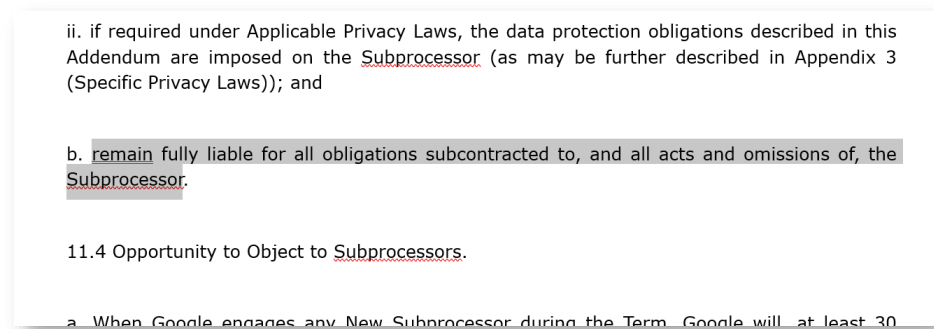 ii. if required under Applicable Privacy Laws, the data protection obligations described in this
Addendum are imposed on the Subprocessor (as may be further described in Appendix 3
(Specific Privacy Laws)); and
b. remain fully liable for all obligations subcontracted to, and all acts and omissions of, the
Subprocessor.
11.4 Opportunity to Object to Subprocessors.
a. When Google engages any New Subprocessor during the Term, Google will, at least 30